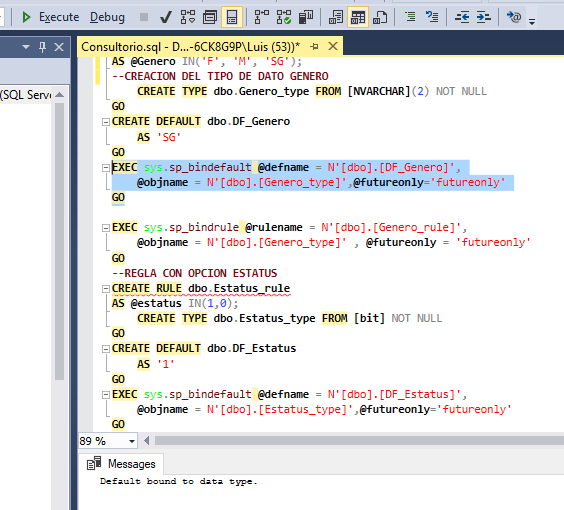 Execute Debug
Consultorio.sql - D...-6CK8G9P\Luis (53))*
(SQL Serve
AS @Genero IN('F', 'M', 'SG');
--CREACION DEL TIPO DE DATO GENERO
CREATE TYPE dbo.Genero_type FROM [NVARCHAR](2) NOT NULL
GO
CREATE DEFAULT dbo.DF_Genero
AS 'SG'
GO
EXEC sys.sp_bindefault @defname = N'[dbo].[DF_Genero]',
@objname = N'[dbo].[Genero_type]',@futureonly='futureonly'
GO
EXEC sys.sp_bindrule @rulename = N'[dbo].[Genero_rule]',
@objname = N'[dbo].[Genero_type]' , @futureonly = 'futureonly'
GO
--REGLA CON OPCION ESTATUS
CREATE RULE dbo.Estatus_rule
AS @estatus IN(1,0);
CREATE TYPE dbo.Estatus_type FROM [bit] NOT NULL
GO
CREATE DEFAULT dbo.DF_Estatus
AS '1'
GO
EXEC sys.sp_bindefault @defname = N'[dbo].[DF_Estatus]',
@objname = N'[dbo].[Estatus_type]',@futureonly='futureonly'
GO
89 %
Messages
Default bound to data type.